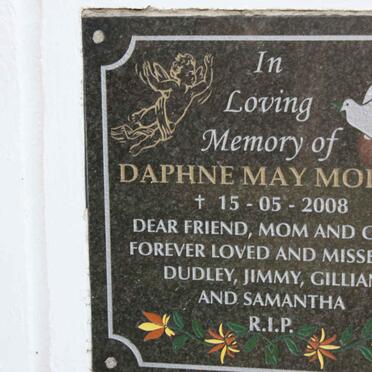 In
Loving
Memory of
DAPHNE MAY MO
✝ 15 - 05 - 2008
DEAR FRIEND, MOM AND
FOREVER LOVED AND MISSE
DUDLEY, JIMMY, GILLIAN
AND SAMANTHA
R.I.P.